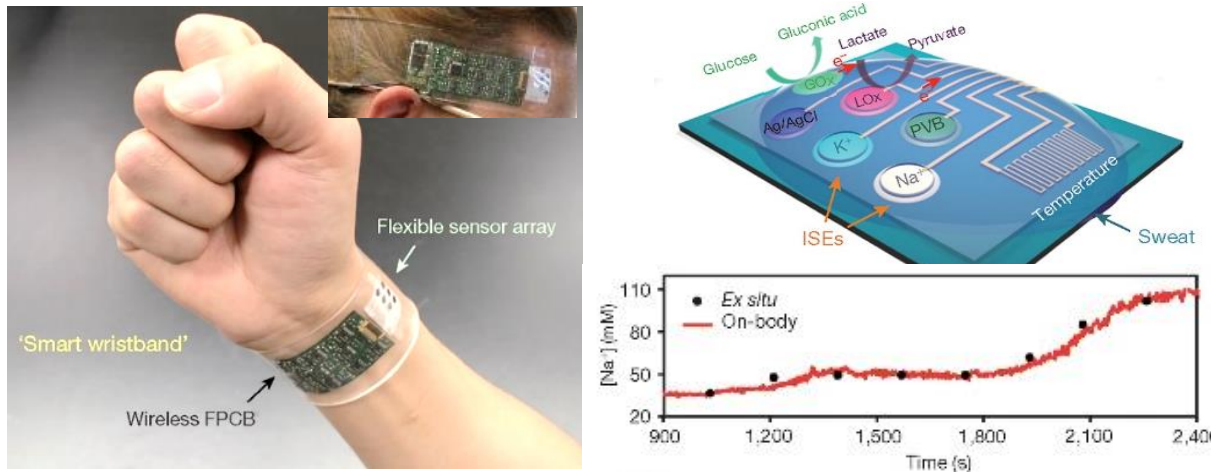 Flexible sensor array
'Smart wristband'
Wireless FPCB
Glucose
Gluconic acid
Lactate
Pyruvate
e-
GOx
LOx
e-
Ag/AgCl
K+
PVB
Na+
Temperature
ISEs
Sweat
[Na+] (mM)
110
80
50
20
Ex situ
On-body
900
1,200
1,500
1,800
2,100
2,40
Time (s)